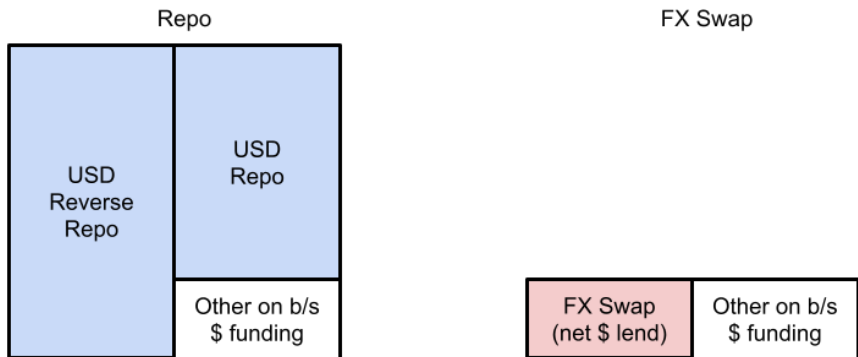 Repo
USD
Reverse
Repo
USD
Repo
Other on b/s
$ funding
FX Swap
FX Swap
(net $ lend)
Other on b/s
$ funding